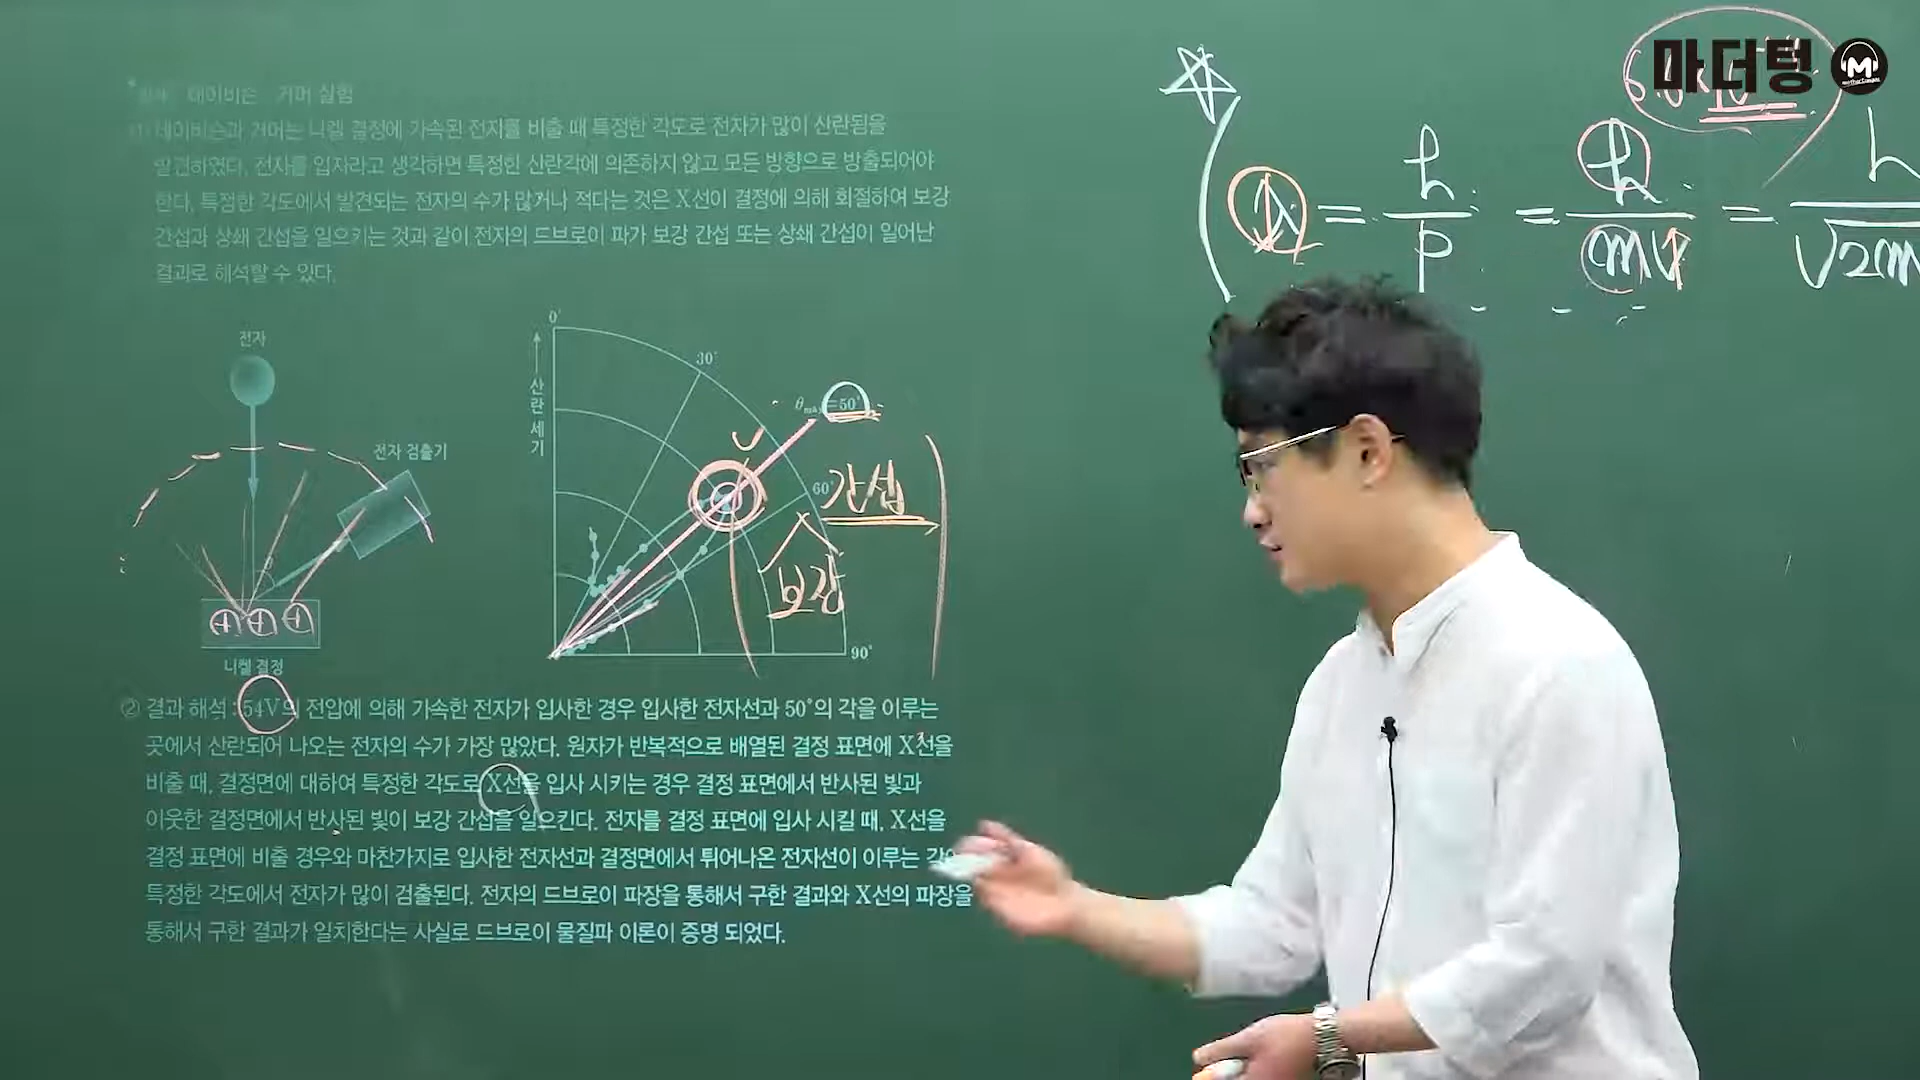 데이비슨 거머 실험
데이비슨과 거머는 니켈 결정에 가속된 전자를 비출 때 특정한 각도로 전자가 많이 산란됨을
발견하였다. 전자를 입자라고 생각하면 특정한 산란각에 의존하지 않고 모든 방향으로 방출되어야
한다. 특정한 각도에서 발견되는 전자의 수가 많거나 적다는 것은 X선이 결정에 의해 회절하여 보강
간섭과 상쇄 간섭을 일으키는 것과 같이 전자의 드브로이 파가 보강 간섭 또는 상쇄 간섭이 일어난
결과로 해석할 수 있다.
마더텅
M
λ = h/p = h/mv = h/√2m
전자
전자 검출기
니켈 결정
0°
30°
60°
90°
산란 세기
θmax=50°
간섭
보강
② 결과 해석 : 54V의 전압에 의해 가속한 전자가 입사한 경우 입사한 전자선과 50°의 각을 이루는
곳에서 산란되어 나오는 전자의 수가 가장 많았다. 원자가 반복적으로 배열된 결정 표면에 X선을
비출 때, 결정면에 대하여 특정한 각도로 X선을 입사 시키는 경우 결정 표면에서 반사된 빛과
이웃한 결정면에서 반사된 빛이 보강 간섭을 일으킨다. 전자를 결정 표면에 입사 시킬 때, X선을
결정 표면에 비출 경우와 마찬가지로 입사한 전자선과 결정면에서 튀어나온 전자선이 이루는
특정한 각도에서 전자가 많이 검출된다. 전자의 드브로이 파장을 통해서 구한 결과와 X선의 파장을
통해서 구한 결과가 일치한다는 사실로 드브로이 물질파 이론이 증명 되었다.